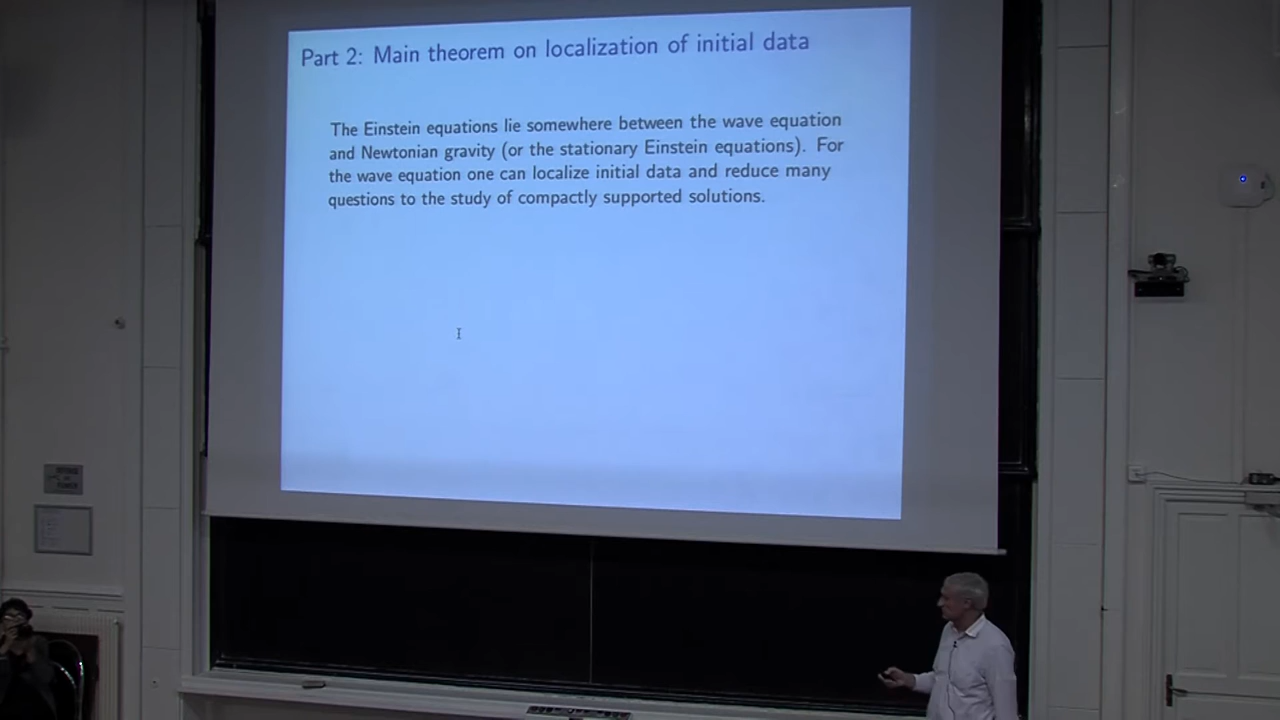 Part 2: Main theorem on localization of initial data
The Einstein equations lie somewhere between the wave equation
and Newtonian gravity (or the stationary Einstein equations). For
the wave equation one can localize initial data and reduce many
questions to the study of compactly supported solutions.